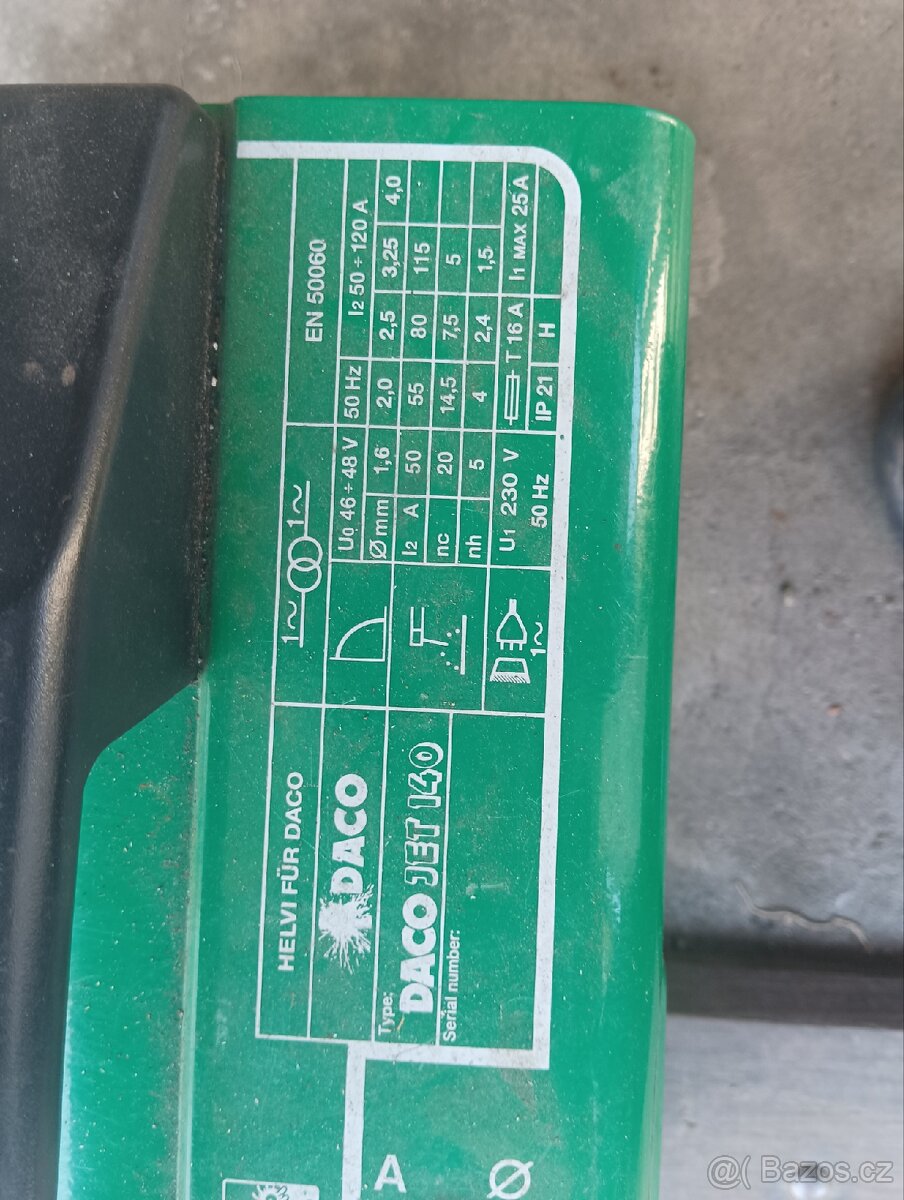 HELVI FÜR DACO
1~ 1~
EN 50060
DACO
U0 46÷48 V 50 Hz I2 50÷120 A
Ø mm 1,6 2,0 2,5 3,25 4,0
Type:
DACO JET 140
I2 A 50 55 80 115
nc 20 14,5 7,5 5
nh 5 4 2,4 1,5
Serial number:
1~
U1 230 V
50 Hz
T 16 A I1 MAX 25 A
IP 21 H
A
Ø
@( Bazos.cz